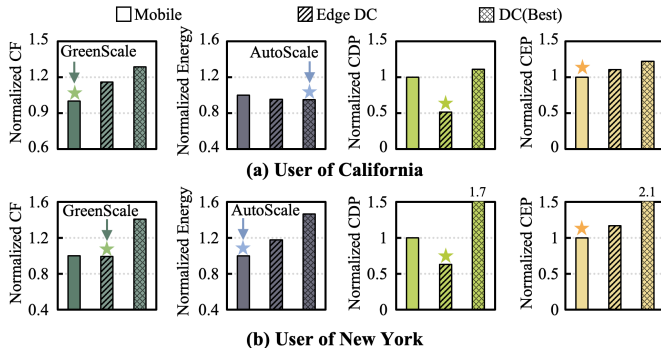 Mobile Edge DC DC(Best)
Normalized CF
1.5
1.2
0.9
0.6
GreenScale
Normalized Energy
1.6
1.2
0.8
0.4
AutoScale
Normalized CDP
1.5
1
0.5
0
Normalized CEP
1.5
1
0.5
0
(a) User of California
Normalized CF
1.6
1.2
0.8
0.4
GreenScale
Normalized Energy
1.6
1.2
0.8
0.4
AutoScale
Normalized CDP
1.5
1
0.5
0
1.7
Normalized CEP
1.5
1
0.5
0
2.1
(b) User of New York